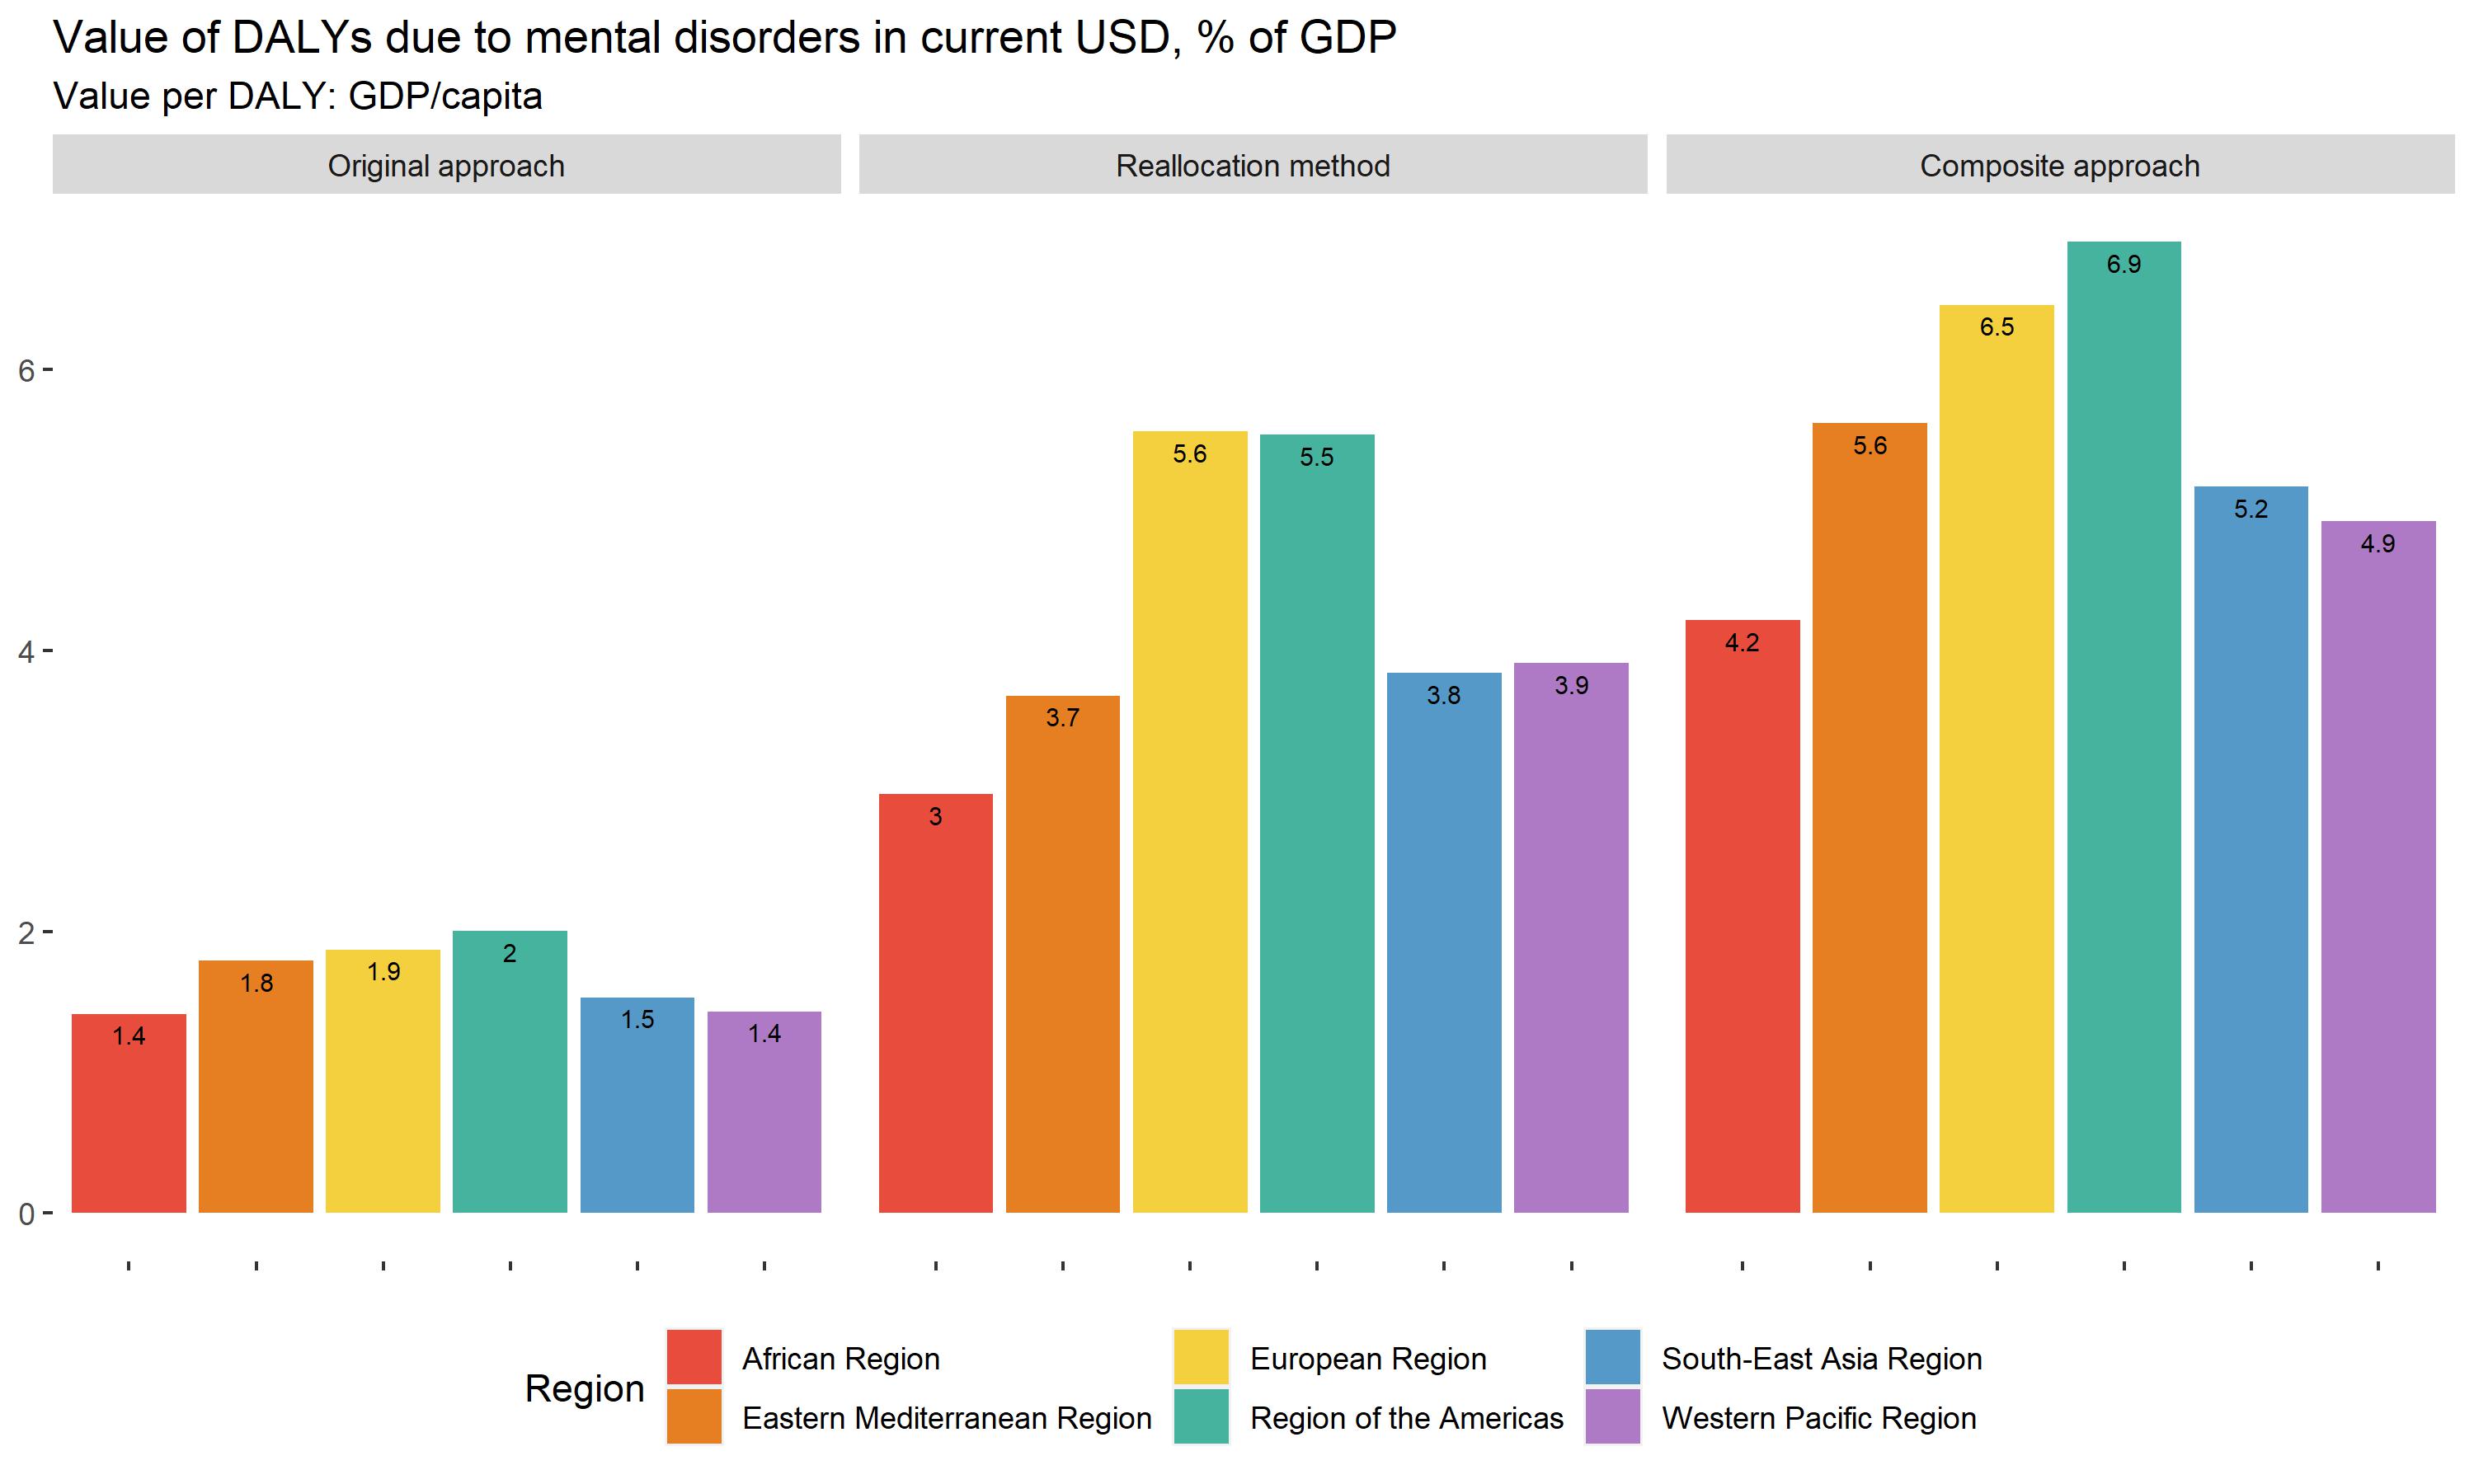 Value of DALYs due to mental disorders in current USD, % of GDP
Value per DALY: GDP/capita
Original approach
Reallocation method
Composite approach
6
4
2
0
1.4
1.8
1.9
2
1.5
1.4
3
3.7
5.6
5.5
3.8
3.9
4.2
5.6
6.5
6.9
5.2
4.9
Region
African Region
Eastern Mediterranean Region
European Region
Region of the Americas
South-East Asia Region
Western Pacific Region